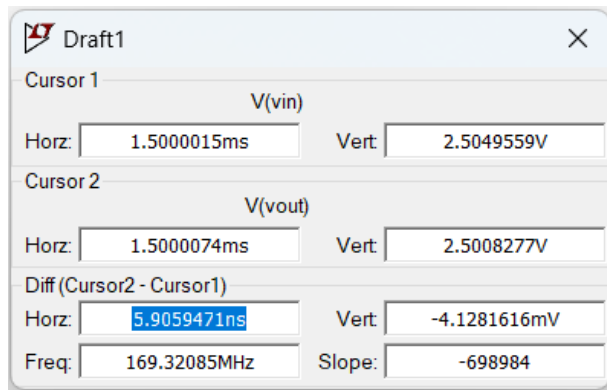 Draft1
Cursor 1
V(vin)
Horz: 1.5000015ms Vert: 2.5049559V
Cursor 2
V(vout)
Horz: 1.5000074ms Vert: 2.5008277V
Diff (Cursor2 - Cursor1)
Horz: 5.9059471ns Vert: -4.1281616mV
Freq: 169.32085MHz Slope: -698984